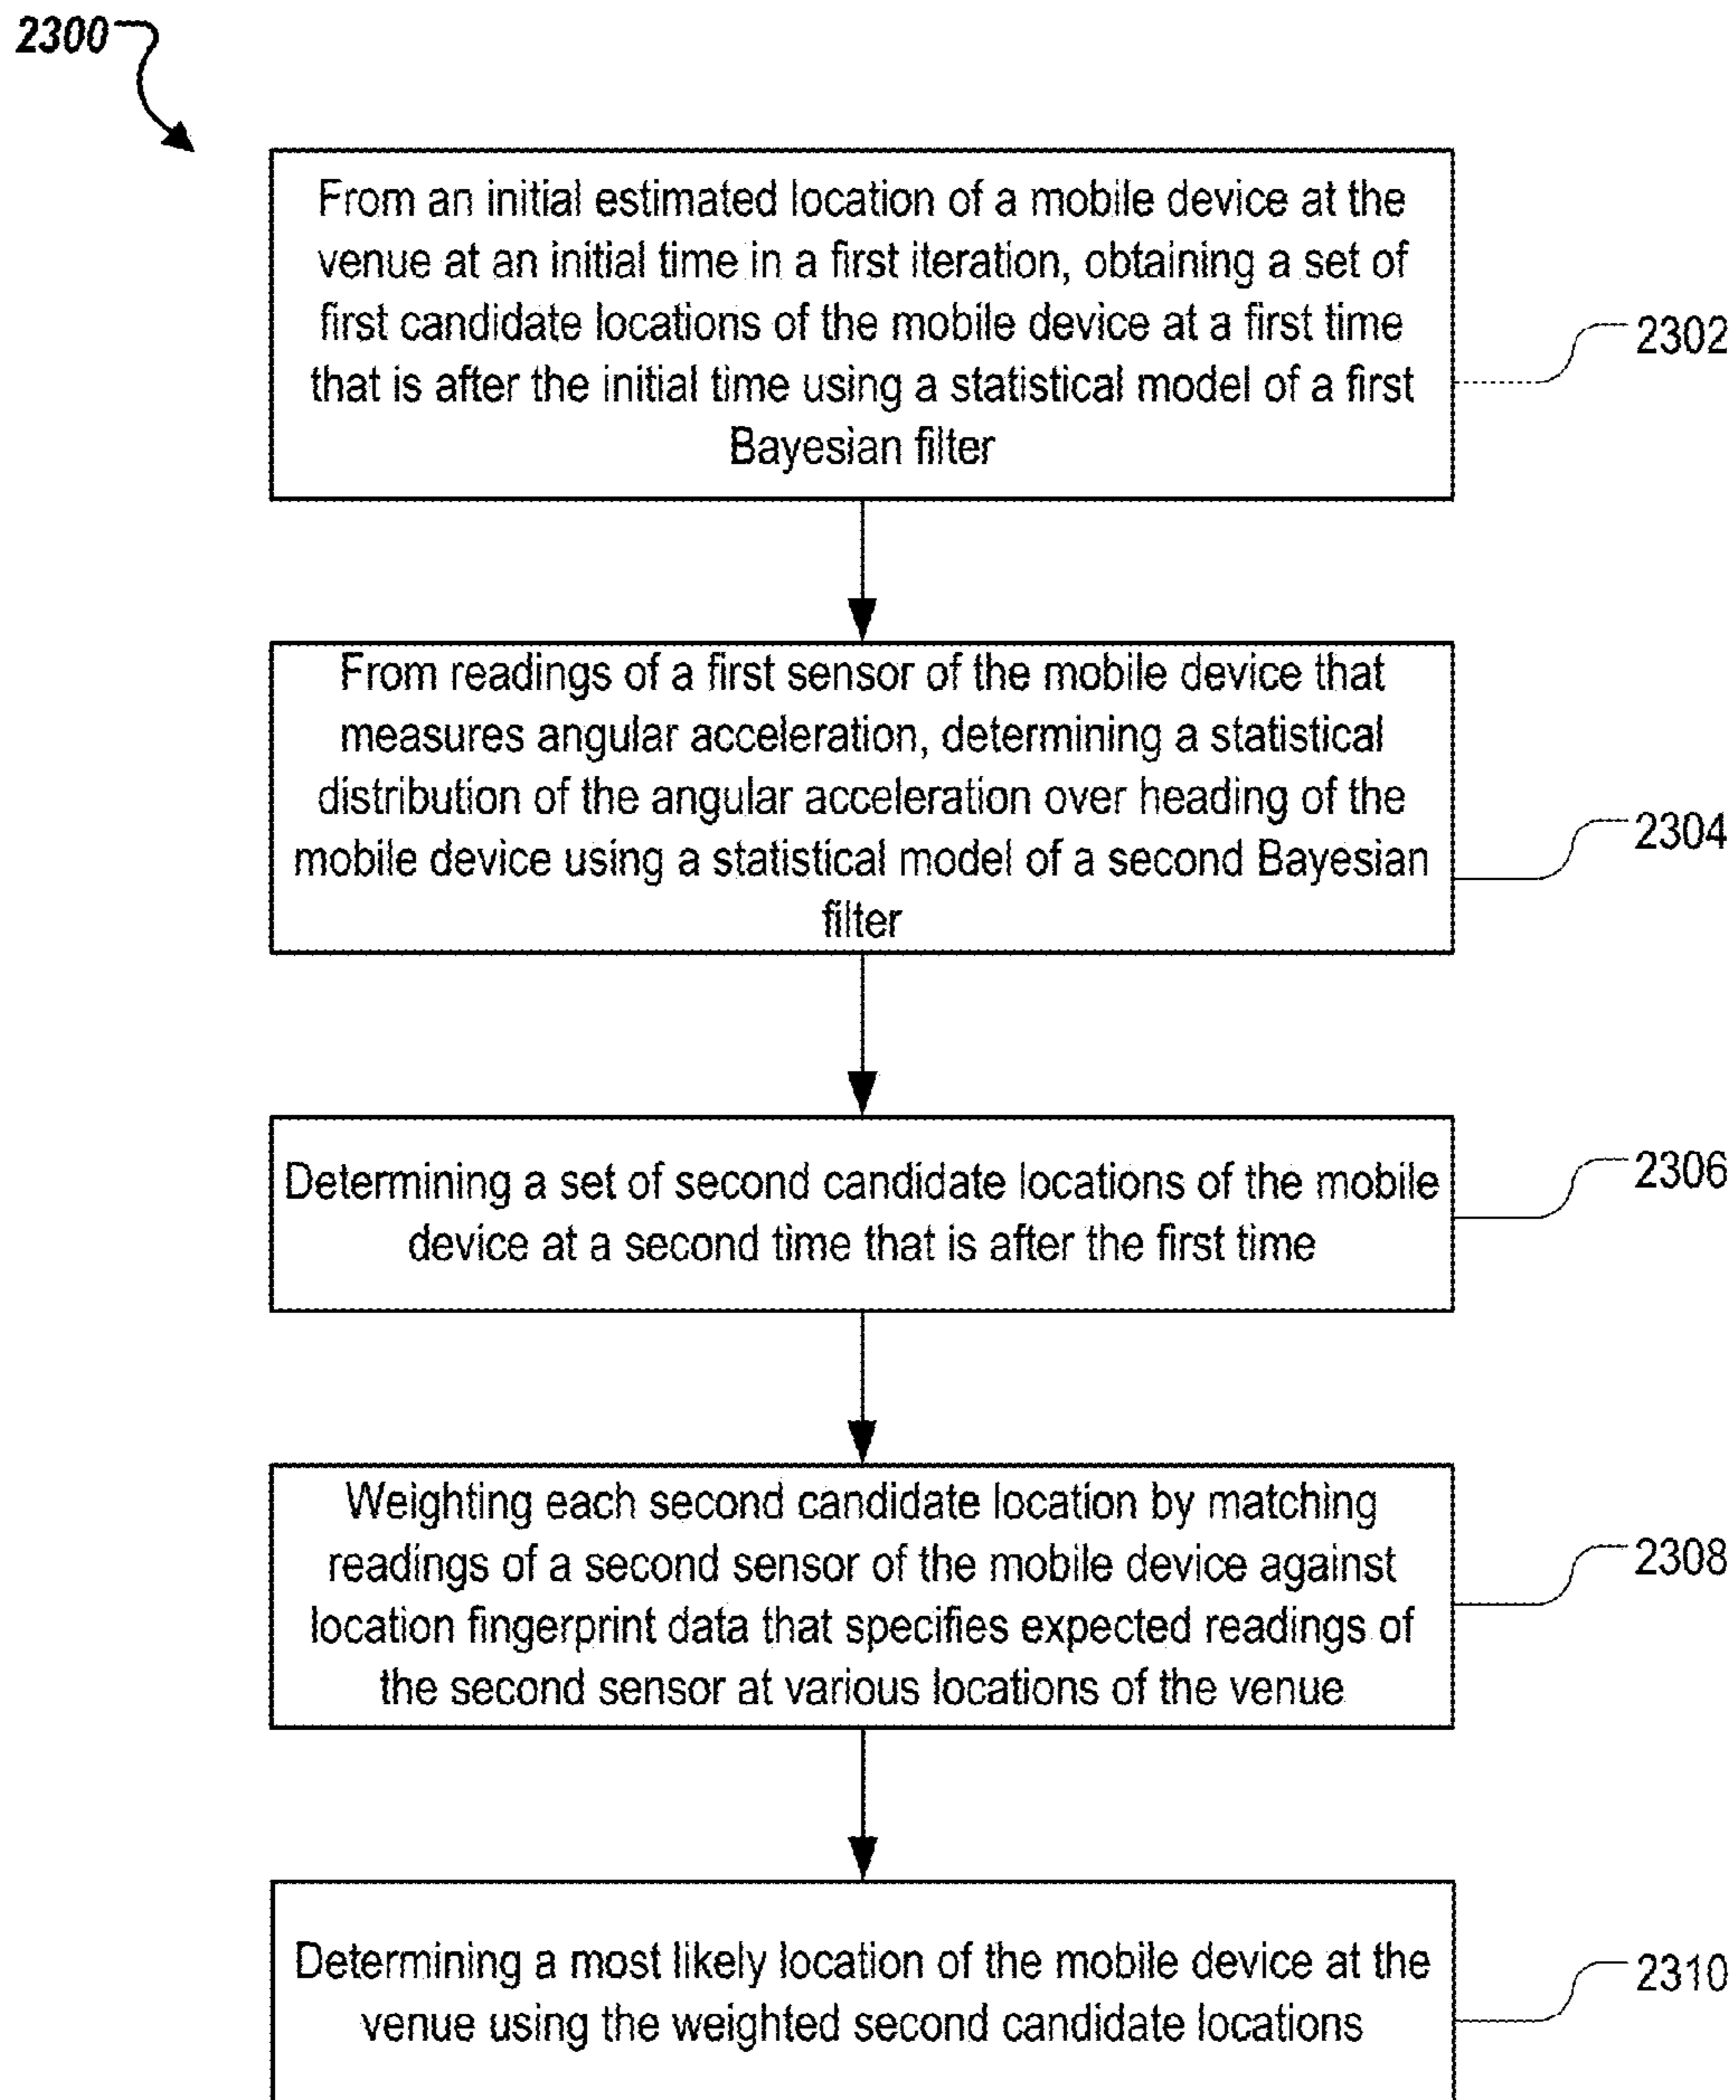 2300
From an initial estimated location of a mobile device at the
venue at an initial time in a first iteration, obtaining a set of
first candidate locations of the mobile device at a first time
that is after the initial time using a statistical model of a first
Bayesian filter
2302
From readings of a first sensor of the mobile device that
measures angular acceleration, determining a statistical
distribution of the angular acceleration over heading of the
mobile device using a statistical model of a second Bayesian
filter
2304
Determining a set of second candidate locations of the mobile
device at a second time that is after the first time
2306
Weighting each second candidate location by matching
readings of a second sensor of the mobile device against
location fingerprint data that specifies expected readings of
the second sensor at various locations of the venue
2308
Determining a most likely location of the mobile device at the
venue using the weighted second candidate locations
2310